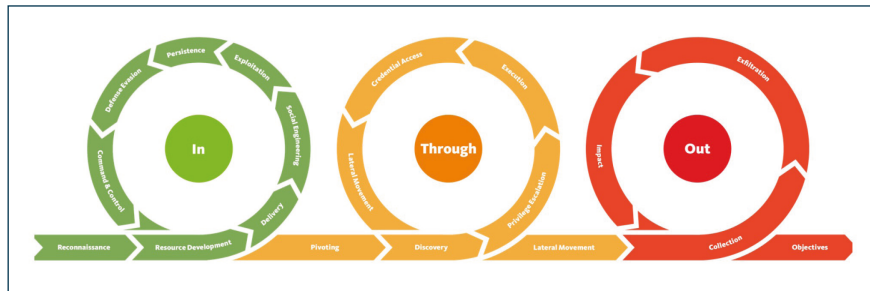 Persistence
Exploitation
Defense Evasion
Social Engineering
In
Command & Control
Delivery
Reconnaissance
Resource Development
Credential Access
Execution
Through
Lateral Movement
Privilege Escalation
Pivoting
Discovery
Lateral Movement
Exfiltration
Out
Impact
Collection
Objectives